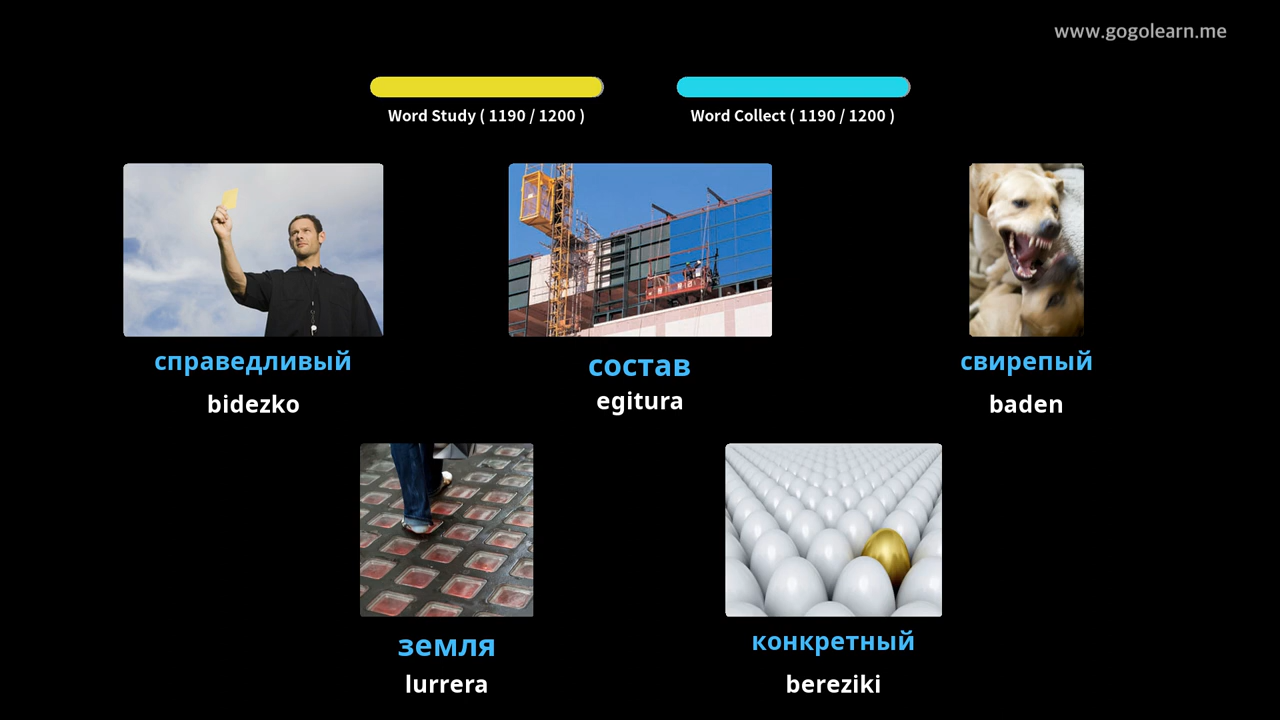 www.gogolearn.me
Word Study ( 1190 / 1200 )
Word Collect ( 1190 / 1200 )
справедливый
bidezko
состав
egitura
свирепый
baden
земля
lurrera
конкретный
bereziki